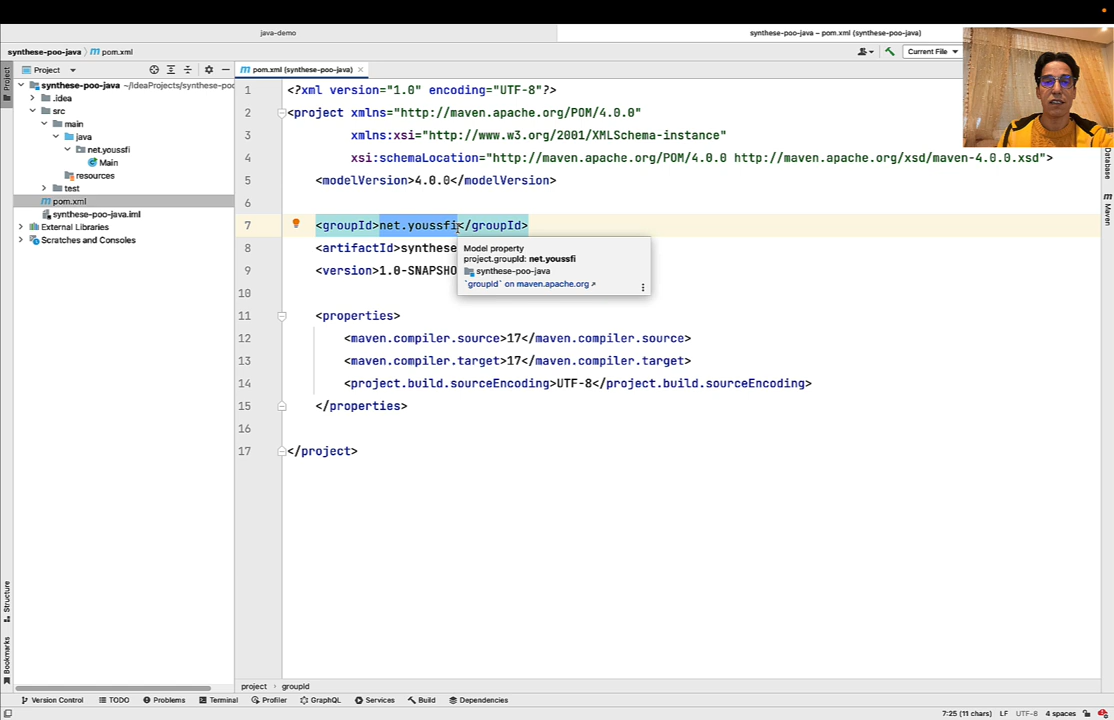 java-demo
synthese-poo-java – pom.xml (synthese-poo-java)
synthese-poo-java
pom.xml
Current File
Project
Project
pom.xml (synthese-poo-java)
synthese-poo-java ~/IdeaProjects/synthese-po
.idea
src
main
java
net.youssfi
Main
resources
test
pom.xml
synthese-poo-java.iml
External Libraries
Scratches and Consoles
1 <?xml version="1.0" encoding="UTF-8"?>
2 <project xmlns="http://maven.apache.org/POM/4.0.0"
3 xmlns:xsi="http://www.w3.org/2001/XMLSchema-instance"
4 xsi:schemaLocation="http://maven.apache.org/POM/4.0.0 http://maven.apache.org/xsd/maven-4.0.0.xsd">
5 <modelVersion>4.0.0</modelVersion>
6
7 <groupId>net.youssfi</groupId>
8 <artifactId>synthese
9 <version>1.0-SNAPSHO
10
11 <properties>
12 <maven.compiler.source>17</maven.compiler.source>
13 <maven.compiler.target>17</maven.compiler.target>
14 <project.build.sourceEncoding>UTF-8</project.build.sourceEncoding>
15 </properties>
16
17 </project>
Model property
project.groupId: net.youssfi
synthese-poo-java
`groupId` on maven.apache.org
Database
Maven
Structure
Bookmarks
project
groupId
Version Control
TODO
Problems
Terminal
Profiler
GraphQL
Services
Build
Dependencies
7:25 (11 chars)
LF
UTF-8
4 spaces